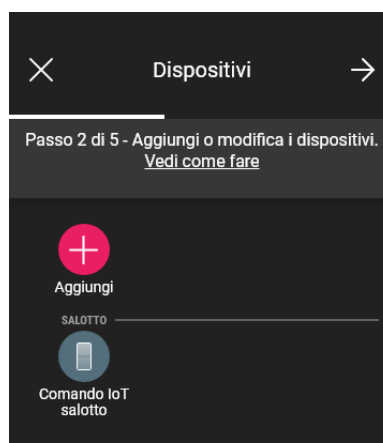 Dispositivi
Passo 2 di 5 - Aggiungi o modifica i dispositivi.
Vedi come fare
Aggiungi
SALOTTO
Comando IoT
salotto